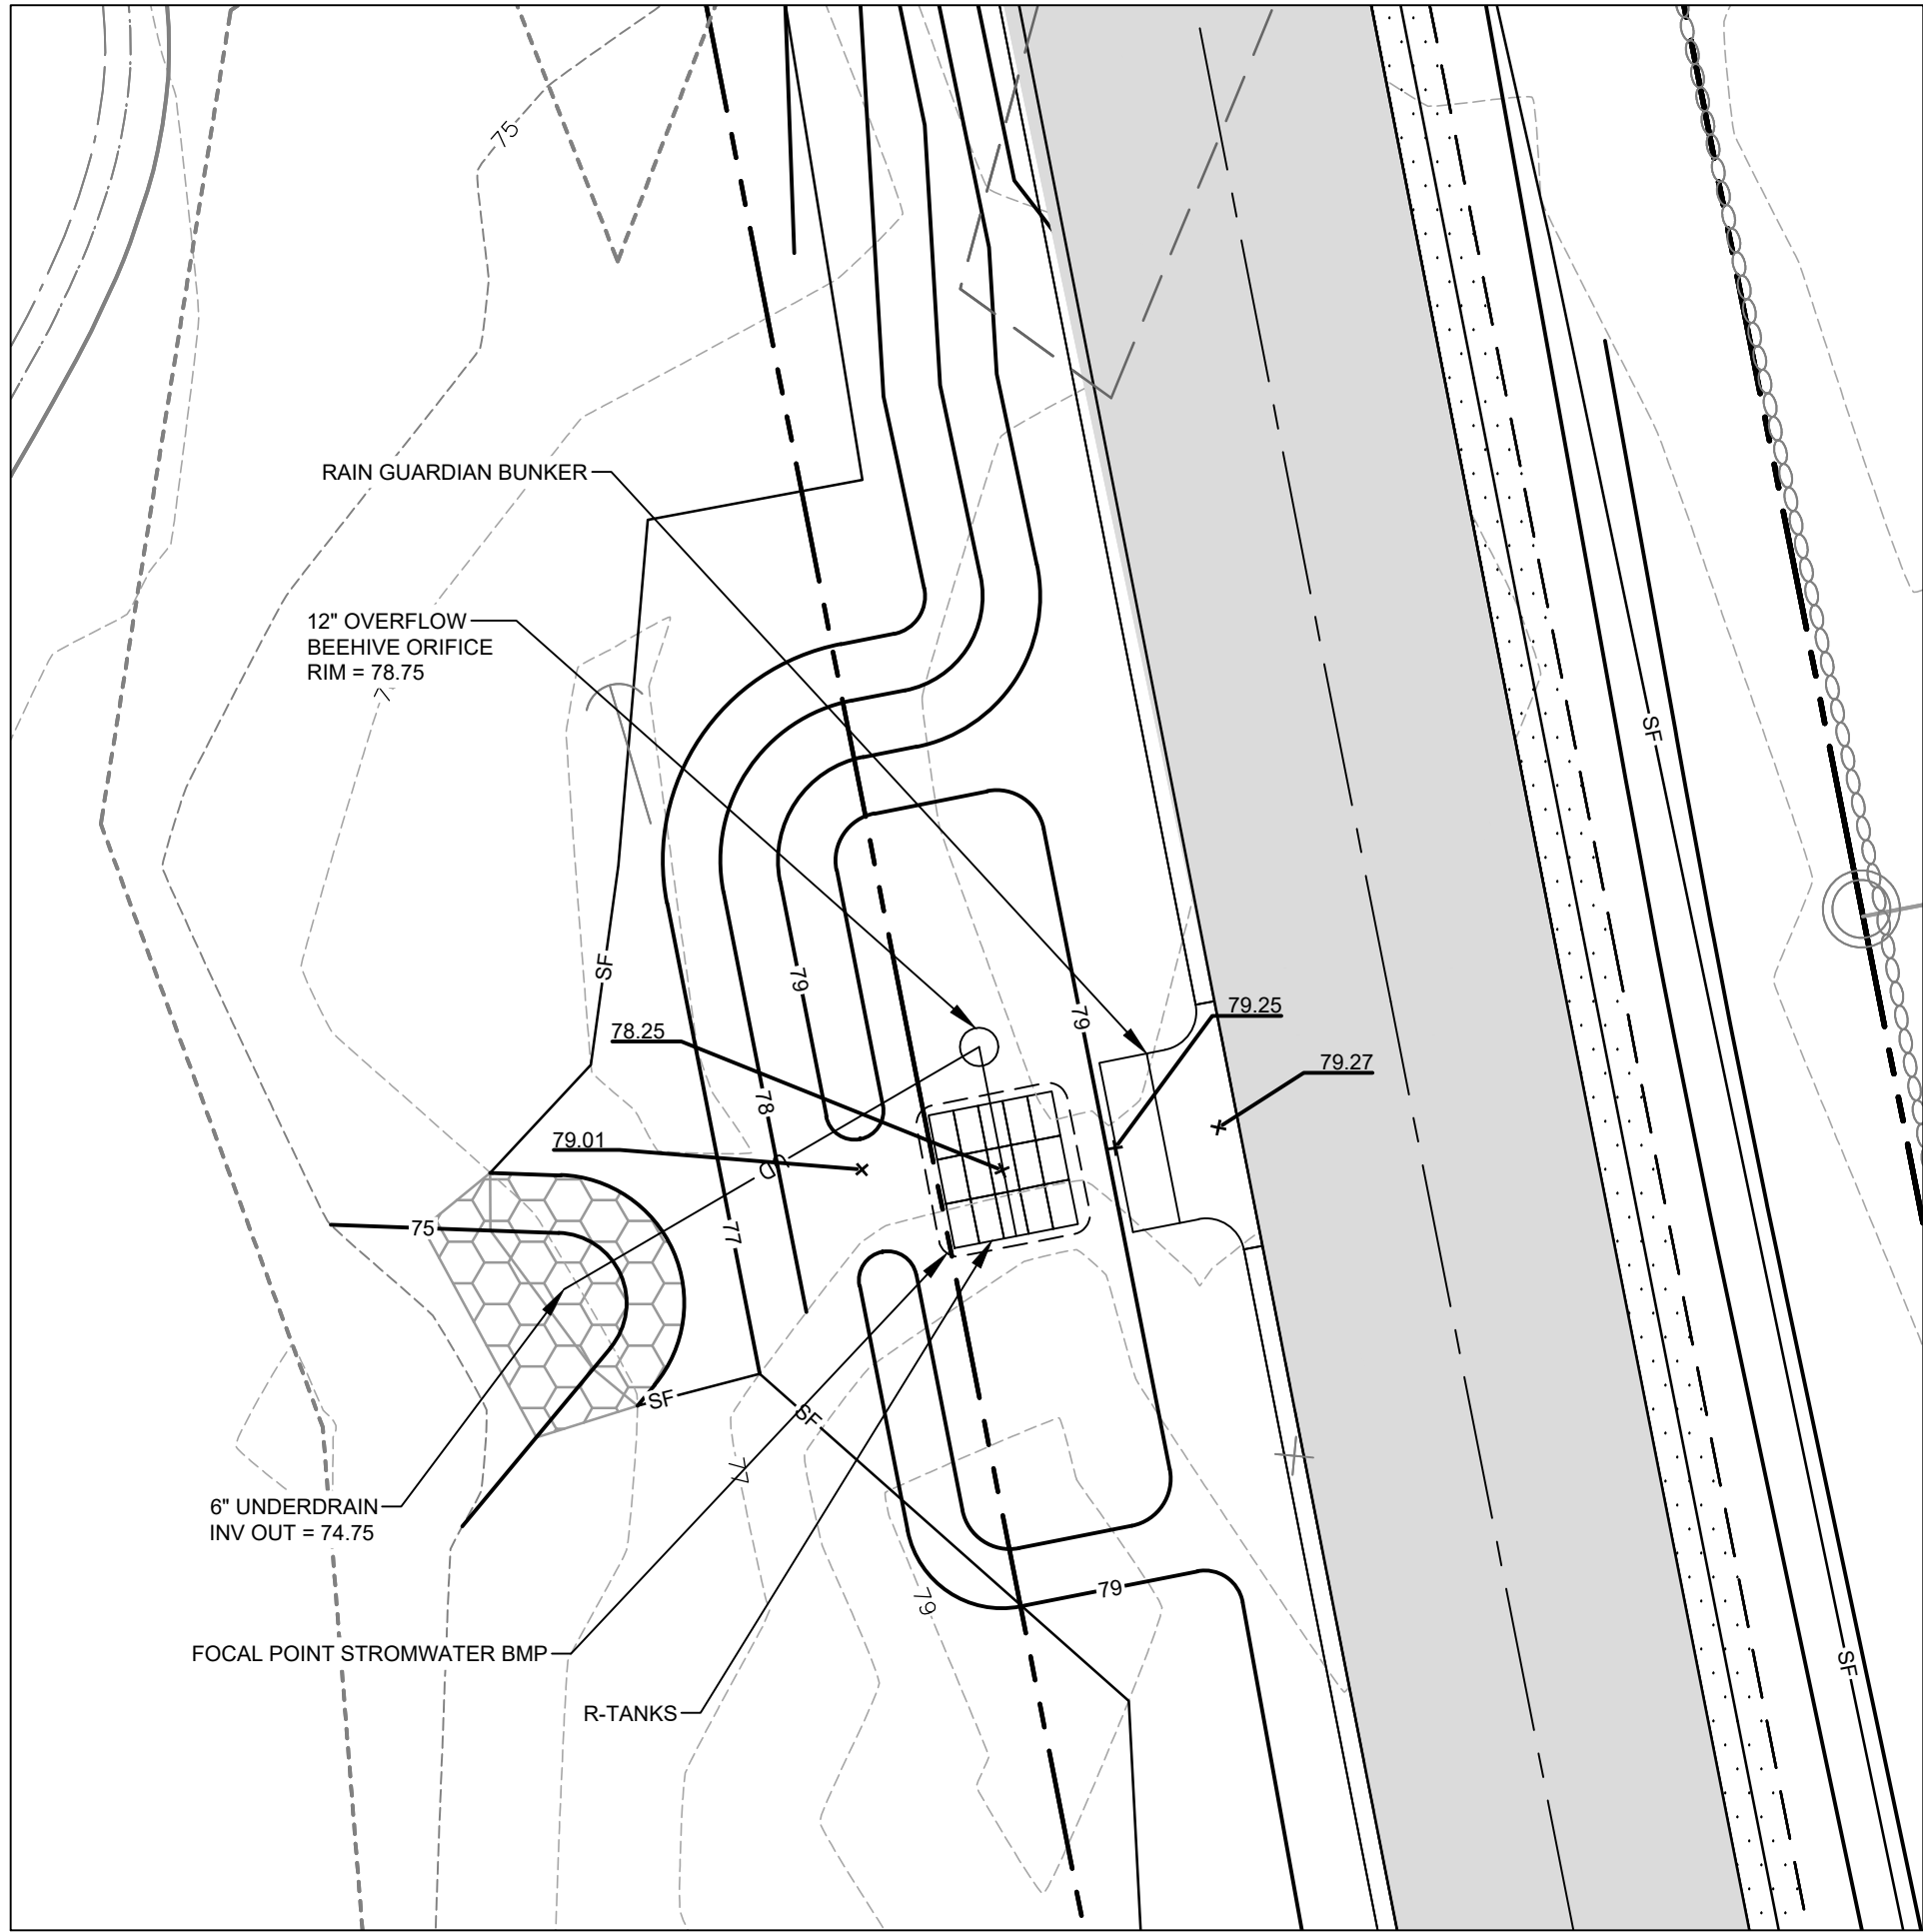 75
RAIN GUARDIAN BUNKER
12" OVERFLOW
BEEHIVE ORIFICE
RIM = 78.75
SF
SF
79
79
79.25
78.25
79.27
78
79.01
UD
77
75
SF
SF
77
6" UNDERDRAIN
INV OUT = 74.75
79
79
FOCAL POINT STROMWATER BMP
SF
R-TANKS